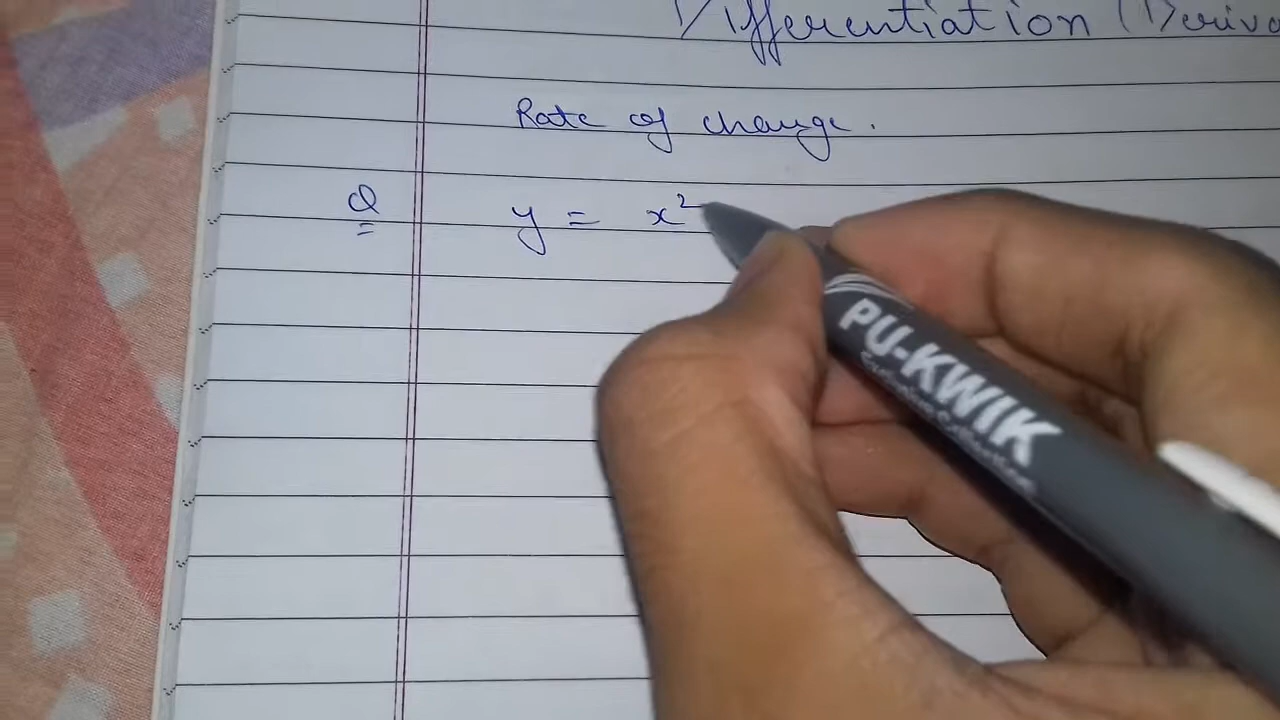 Differentiation (Deriva
Rate of change.
Q y = x²
PU-KWIK